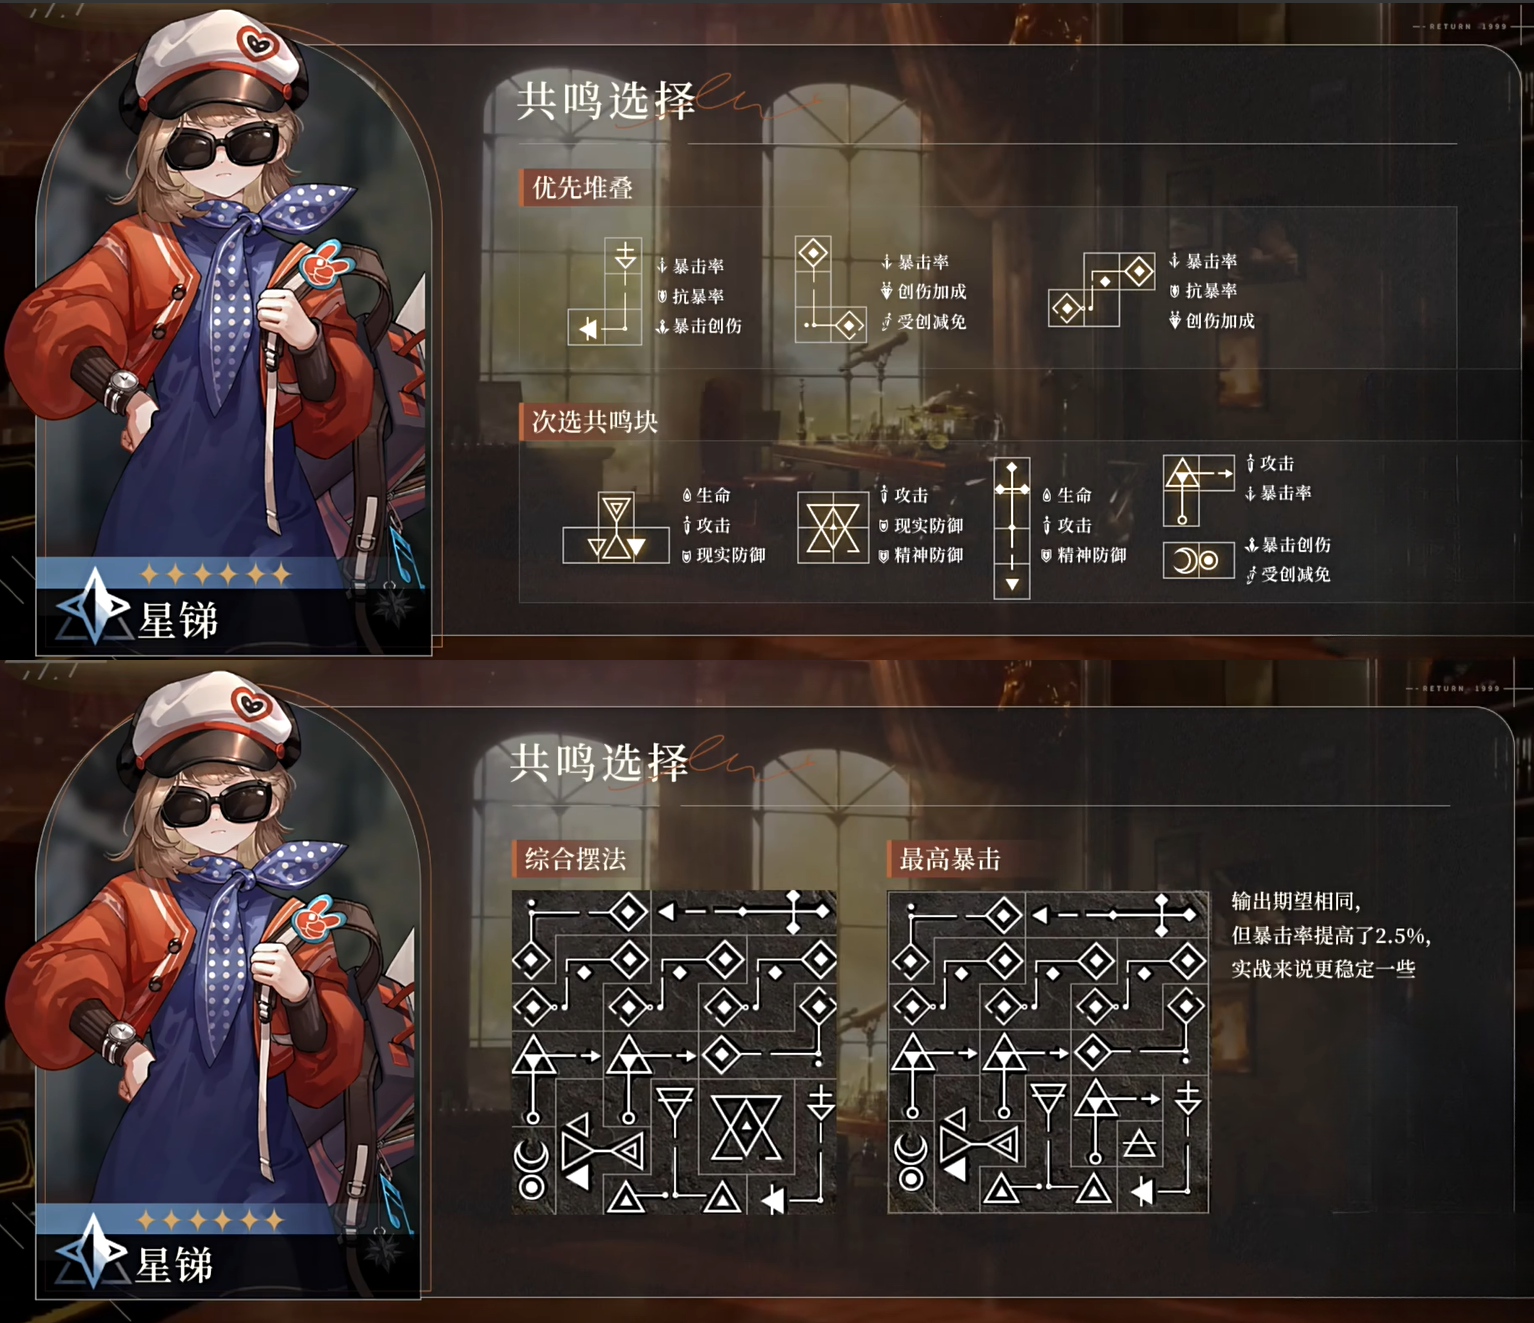 RETURN 1999
共鸣选择
优先堆叠
暴击率
抗暴率
暴击创伤
暴击率
创伤加成
受创减免
暴击率
抗暴率
创伤加成
次选共鸣块
生命
攻击
现实防御
攻击
现实防御
精神防御
生命
攻击
精神防御
攻击
暴击率
暴击创伤
受创减免
星锑
RETURN 1999
共鸣选择
综合摆法
最高暴击
输出期望相同,
但暴击率提高了2.5%,
实战来说更稳定一些
星锑